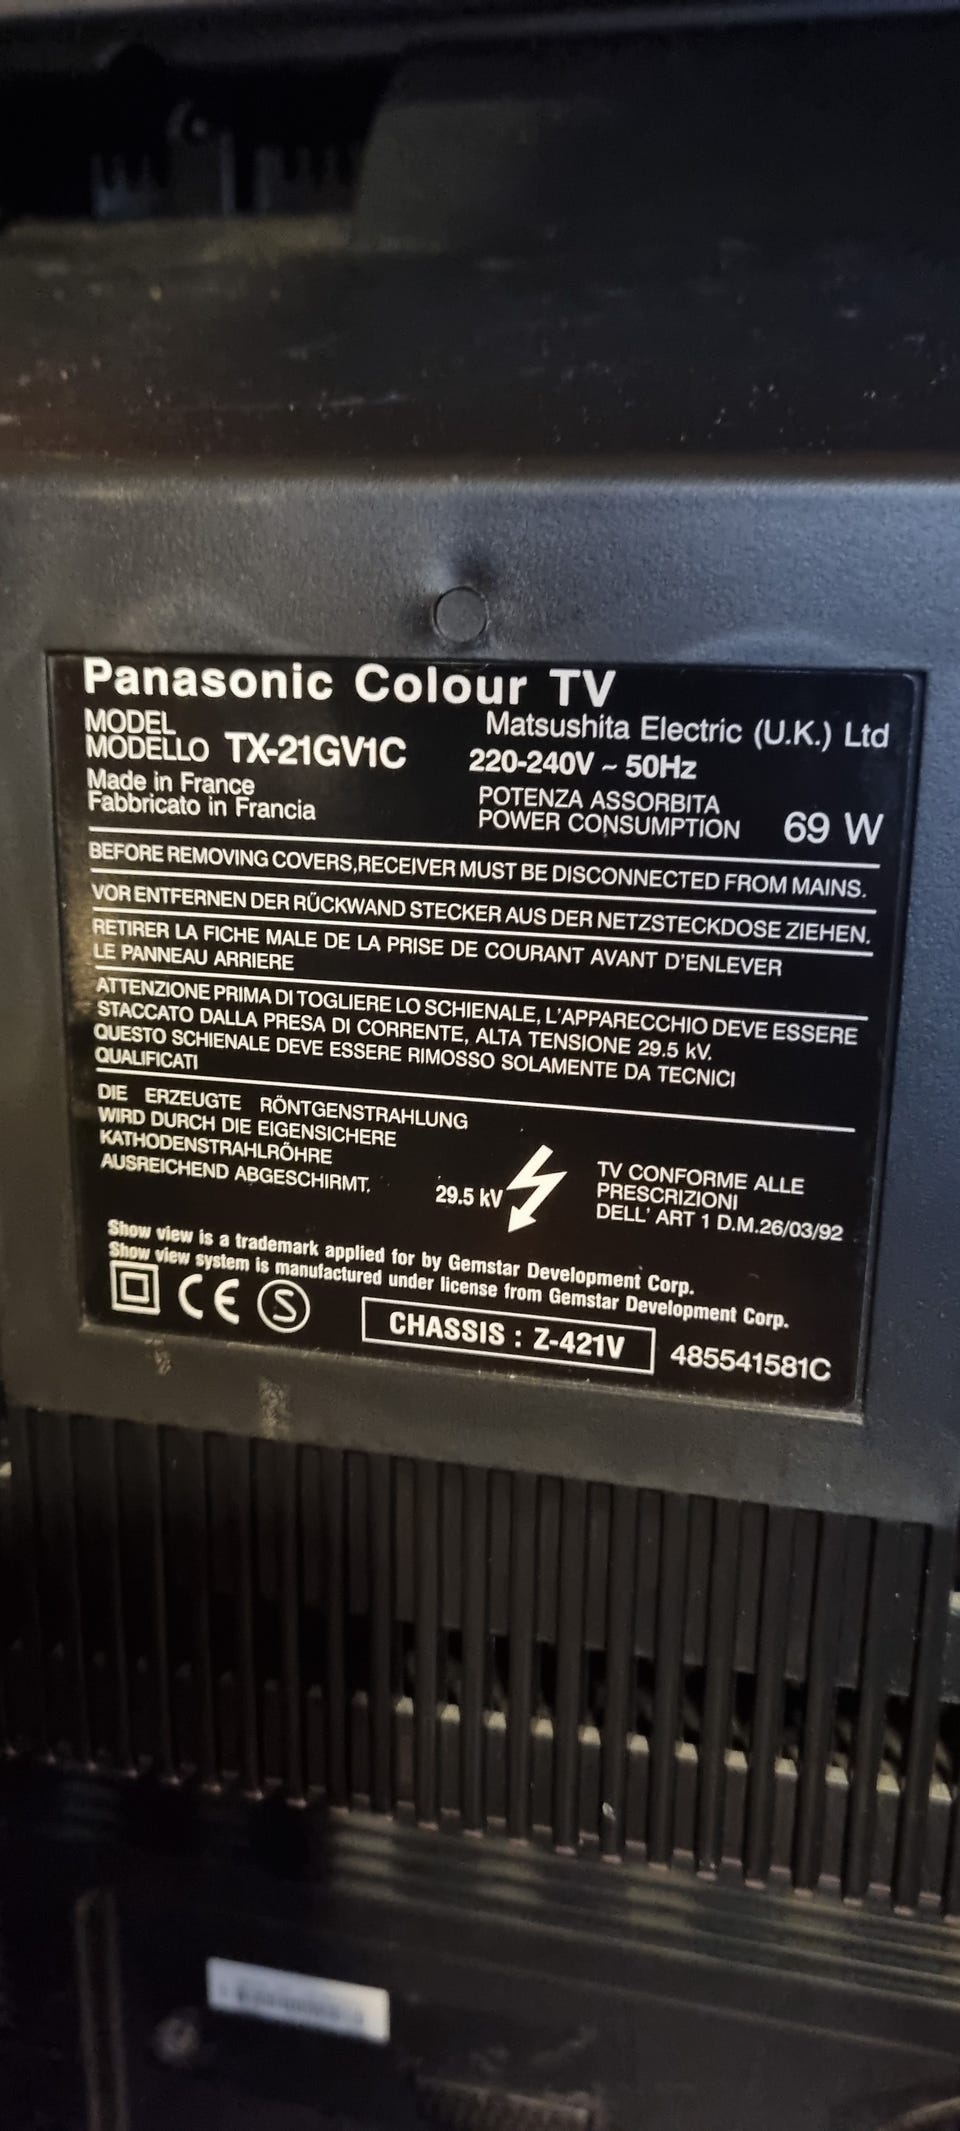 Panasonic Colour TV
MODEL
MODELLO TX-21GV1C
Matsushita Electric (U.K.) Ltd
220-240V ~ 50Hz
Made in France
Fabbricato in Francia
POTENZA ASSORBITA
POWER CONSUMPTION 69 W
BEFORE REMOVING COVERS,RECEIVER MUST BE DISCONNECTED FROM MAINS.
VOR ENTFERNEN DER RÜCKWAND STECKER AUS DER NETZSTECKDOSE ZIEHEN.
RETIRER LA FICHE MALE DE LA PRISE DE COURANT AVANT D'ENLEVER
LE PANNEAU ARRIERE
ATTENZIONE PRIMA DI TOGLIERE LO SCHIENALE, L'APPARECCHIO DEVE ESSERE
STACCATO DALLA PRESA DI CORRENTE, ALTA TENSIONE 29.5 kV.
QUESTO SCHIENALE DEVE ESSERE RIMOSSO SOLAMENTE DA TECNICI
QUALIFICATI
DIE ERZEUGTE RÖNTGENSTRAHLUNG
WIRD DURCH DIE EIGENSICHERE
KATHODENSTRAHLRÖHRE
AUSREICHEND ABGESCHIRMT.
29.5 kV
TV CONFORME ALLE
PRESCRIZIONI
DELL' ART 1 D.M.26/03/92
Show view is a trademark applied for by Gemstar Development Corp.
Show view system is manufactured under license from Gemstar Development Corp.
CE S
CHASSIS : Z-421V
485541581C